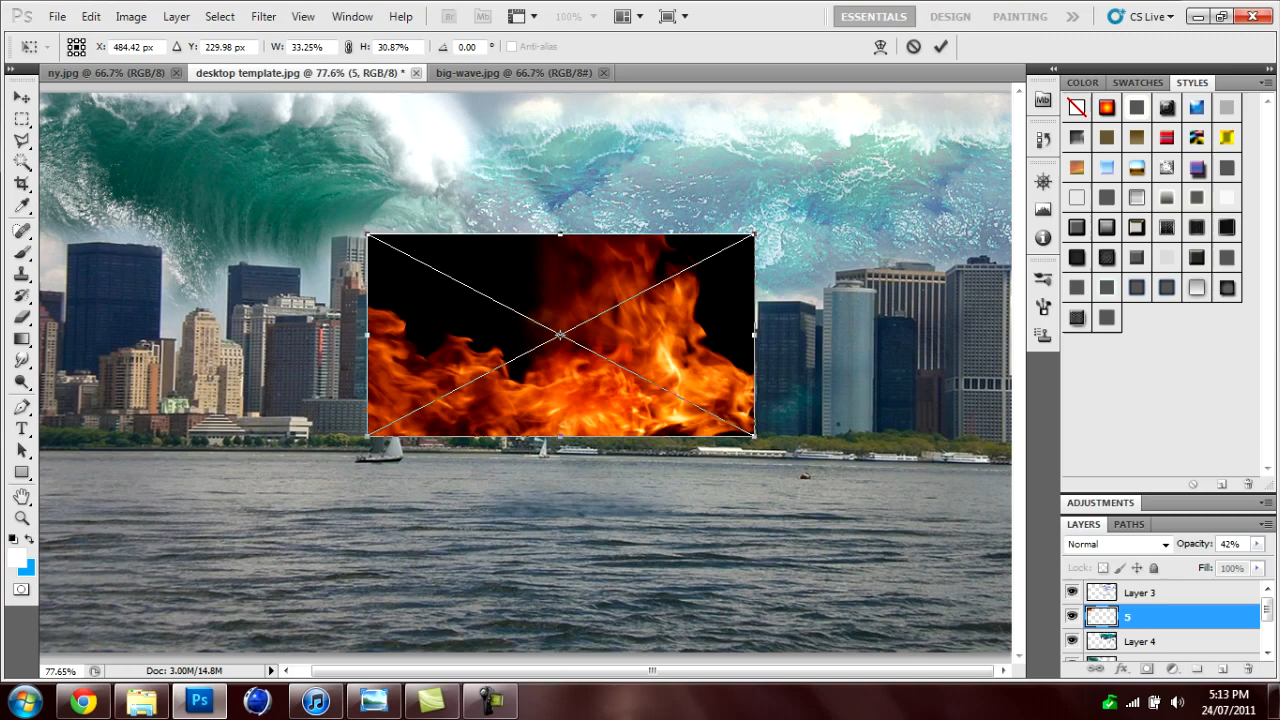 Ps File Edit Image Layer Select Filter View Window Help Br Mb 100% ESSENTIALS DESIGN PAINTING CS Live
X: 484.42 px Y: 229.98 px W: 33.25% H: 30.87% 0.00 ° Anti-alias
ny.jpg @ 66.7% (RGB/8) desktop template.jpg @ 77.6% (5, RGB/8) * big-wave.jpg @ 66.7% (RGB/8#)
COLOR SWATCHES STYLES
Mb
ADJUSTMENTS
LAYERS PATHS
Normal Opacity: 42%
Lock: Fill: 100%
Layer 3
5
Layer 4
77.65% Doc: 3.00M/14.8M
Ps
5:13 PM
24/07/2011